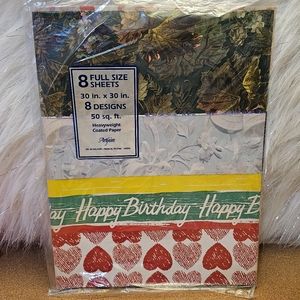 8 FULL SIZE
SHEETS
30 in. x 30 in.
8 DESIGNS
50 sq. ft.
Heavyweight
Coated Paper
ay Happy Birthday Happy B